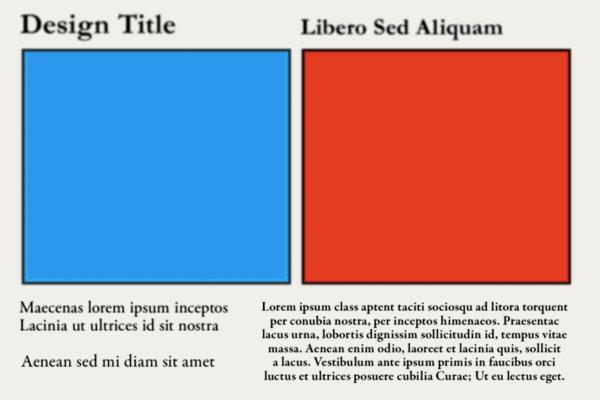 Design Title
Libero Sed Aliquam
Maecenas lorem ipsum inceptos
Lacinia ut ultrices id sit nostra
Aenean sed mi diam sit amet
Lorem ipsum class aptent taciti sociosqu ad litora torquent
per conubia nostra, per inceptos himenaeos. Praesentac
lacus urna, lobortis dignissim sollicitudin id, tempus vitae
massa. Aenean enim odio, laoreet et lacinia quis, sollicit
a lacus. Vestibulum ante ipsum primis in faucibus orci
luctus et ultrices posuere cubilia Curae; Ut eu lectus eget.